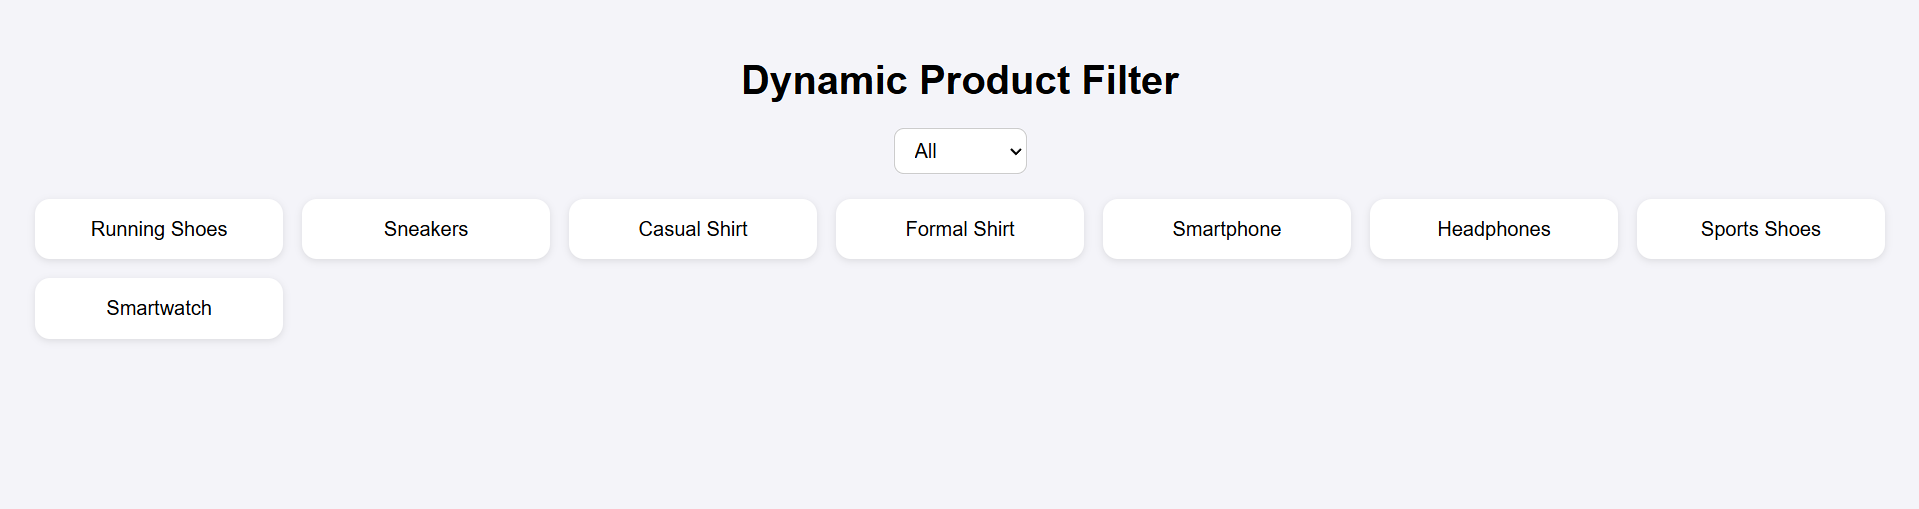 Dynamic Product Filter
All
Running Shoes
Sneakers
Casual Shirt
Formal Shirt
Smartphone
Headphones
Sports Shoes
Smartwatch